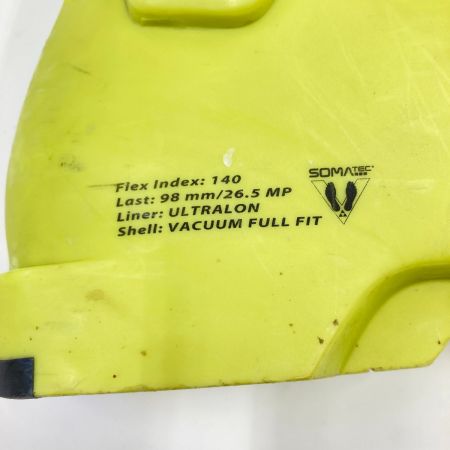 Flex Index: 140
Last: 98 mm/26.5 MP
Liner: ULTRALON
Shell: VACUUM FULL FIT
SOMATEC